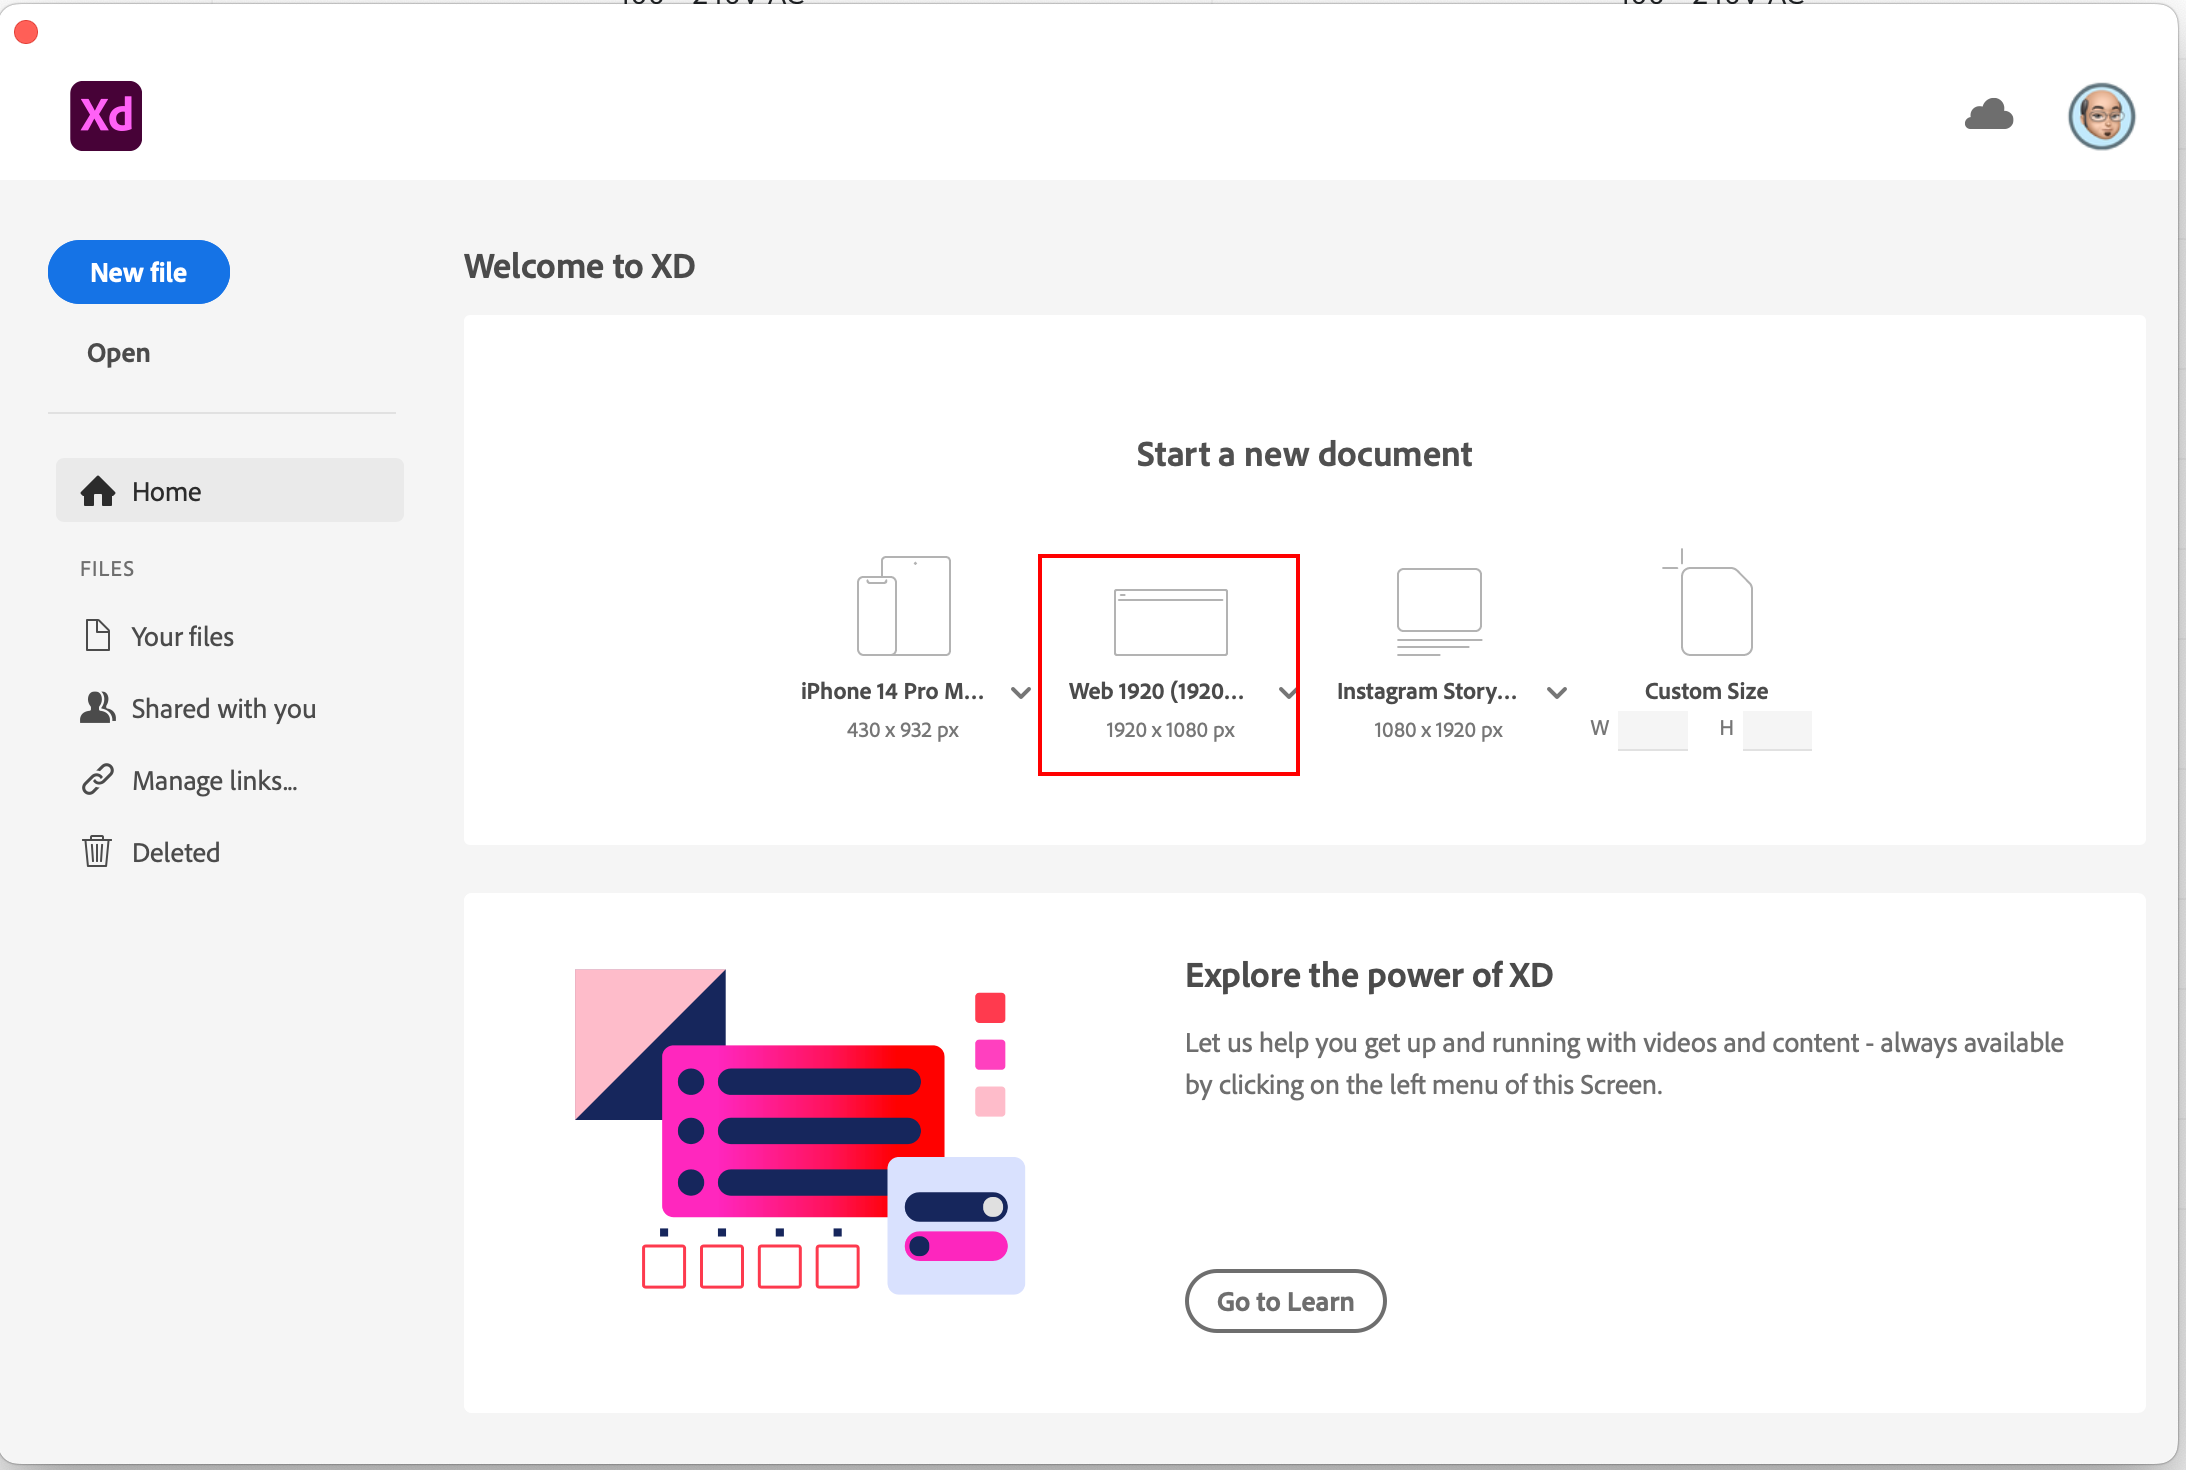 Xd
New file
Open
Home
FILES
Your files
Shared with you
Manage links...
Deleted
Welcome to XD
Start a new document
iPhone 14 Pro M...
430 x 932 px
Web 1920 (1920...
1920 x 1080 px
Instagram Story...
1080 x 1920 px
Custom Size
W
H
Explore the power of XD
Let us help you get up and running with videos and content - always available
by clicking on the left menu of this Screen.
Go to Learn